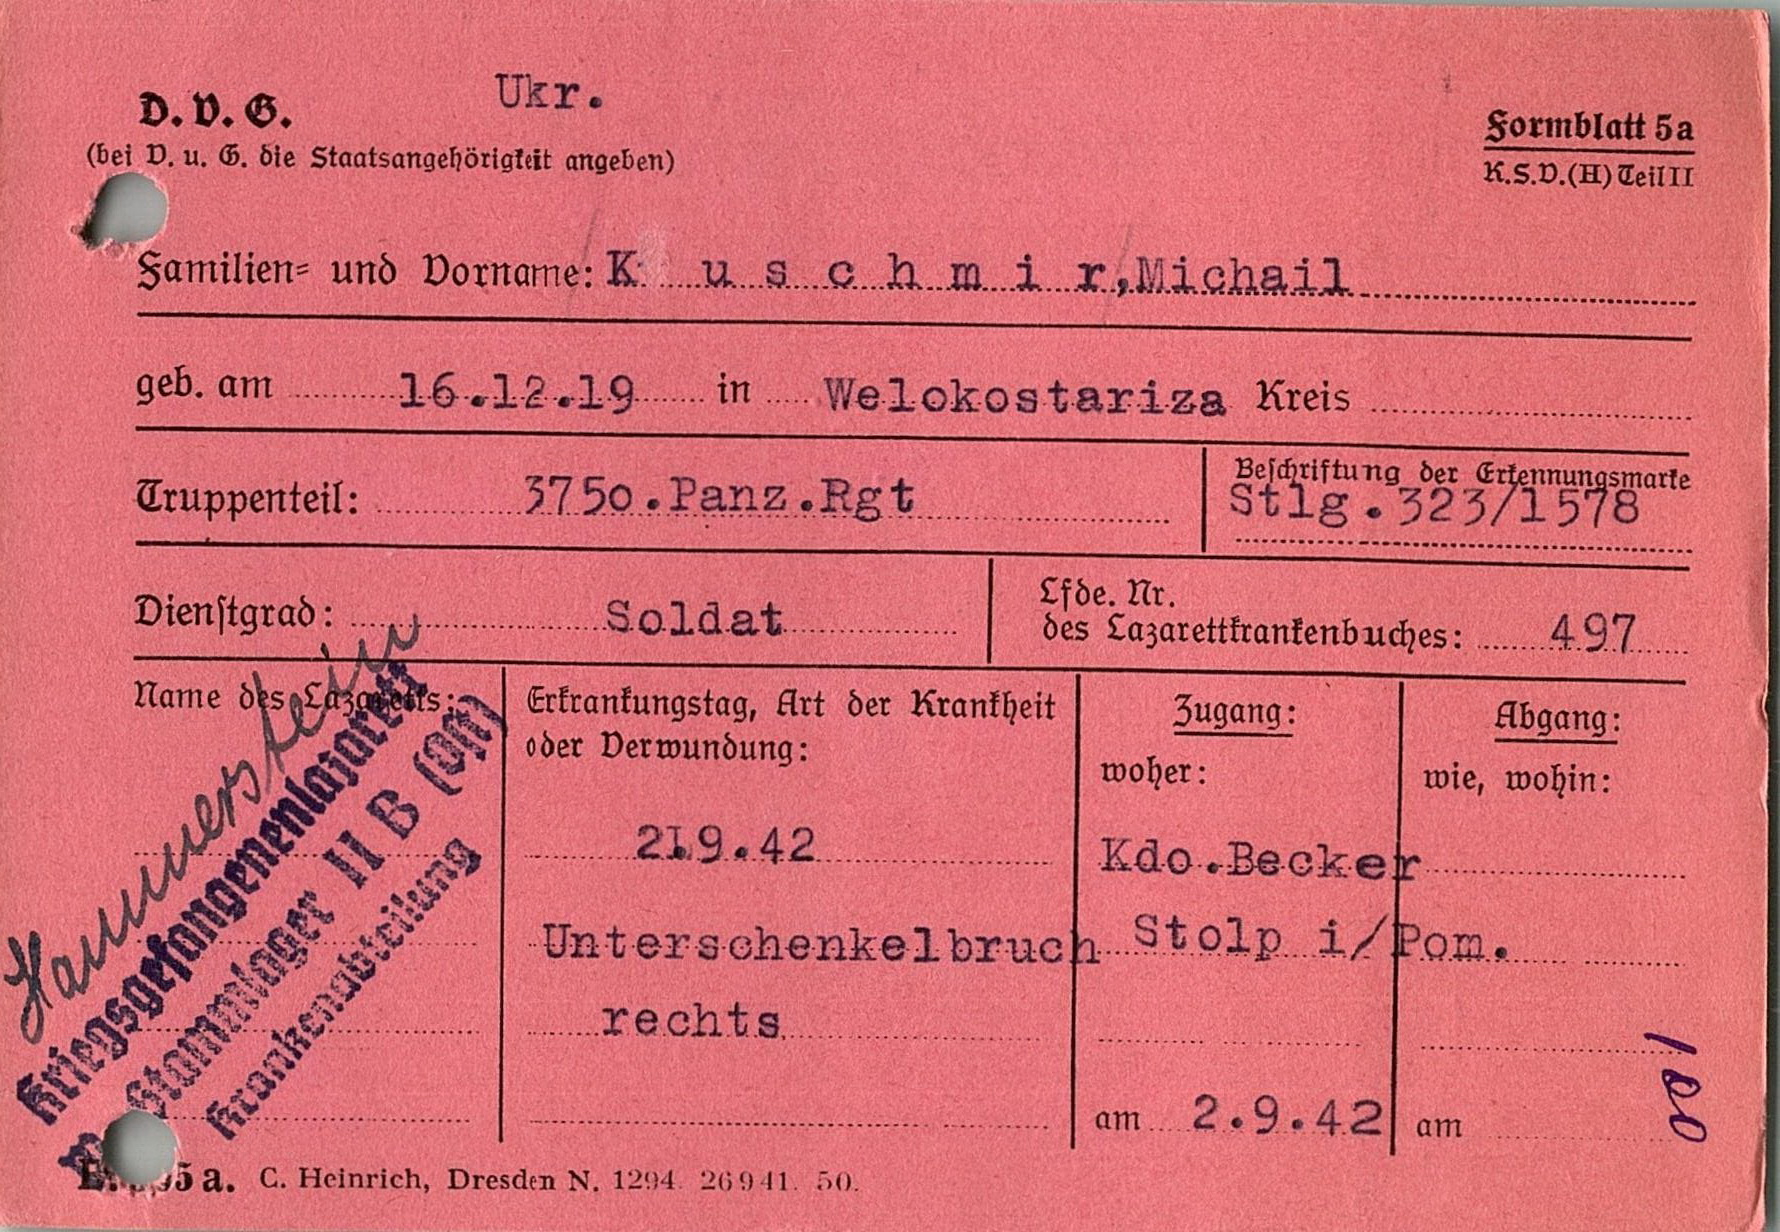 Ukr.
D. V. G.
(bei V. u. G. die Staatsangehörigkeit angeben)
Formblatt 5a
K.S.V.(H) Teil II
Familien- und Vorname: K uschmir, Michail
geb. am 16.12.19 in Welokostariza Kreis
Truppenteil: 3750.Panz.Rgt
Beschriftung der Erkennungsmarke
Stlg.323/1578
Dienstgrad: Soldat
Lfde. Nr.
des Lazarettkrankenbuches: 497
Name des Lazaretts:
Hammerstein
Kriegsgefangenenlazarett
Stammlager II B (Ost)
Krankenabteilung
Erkrankungstag, Art der Krankheit
oder Verwundung:
21.9.42
Unterschenkelbruch
rechts
Zugang:
woher:
Kdo.Becker
Stolp i/Pom.
am 2.9.42
Abgang:
wie, wohin:
am
100
5a. C. Heinrich, Dresden N. 1294. 26941. 50.